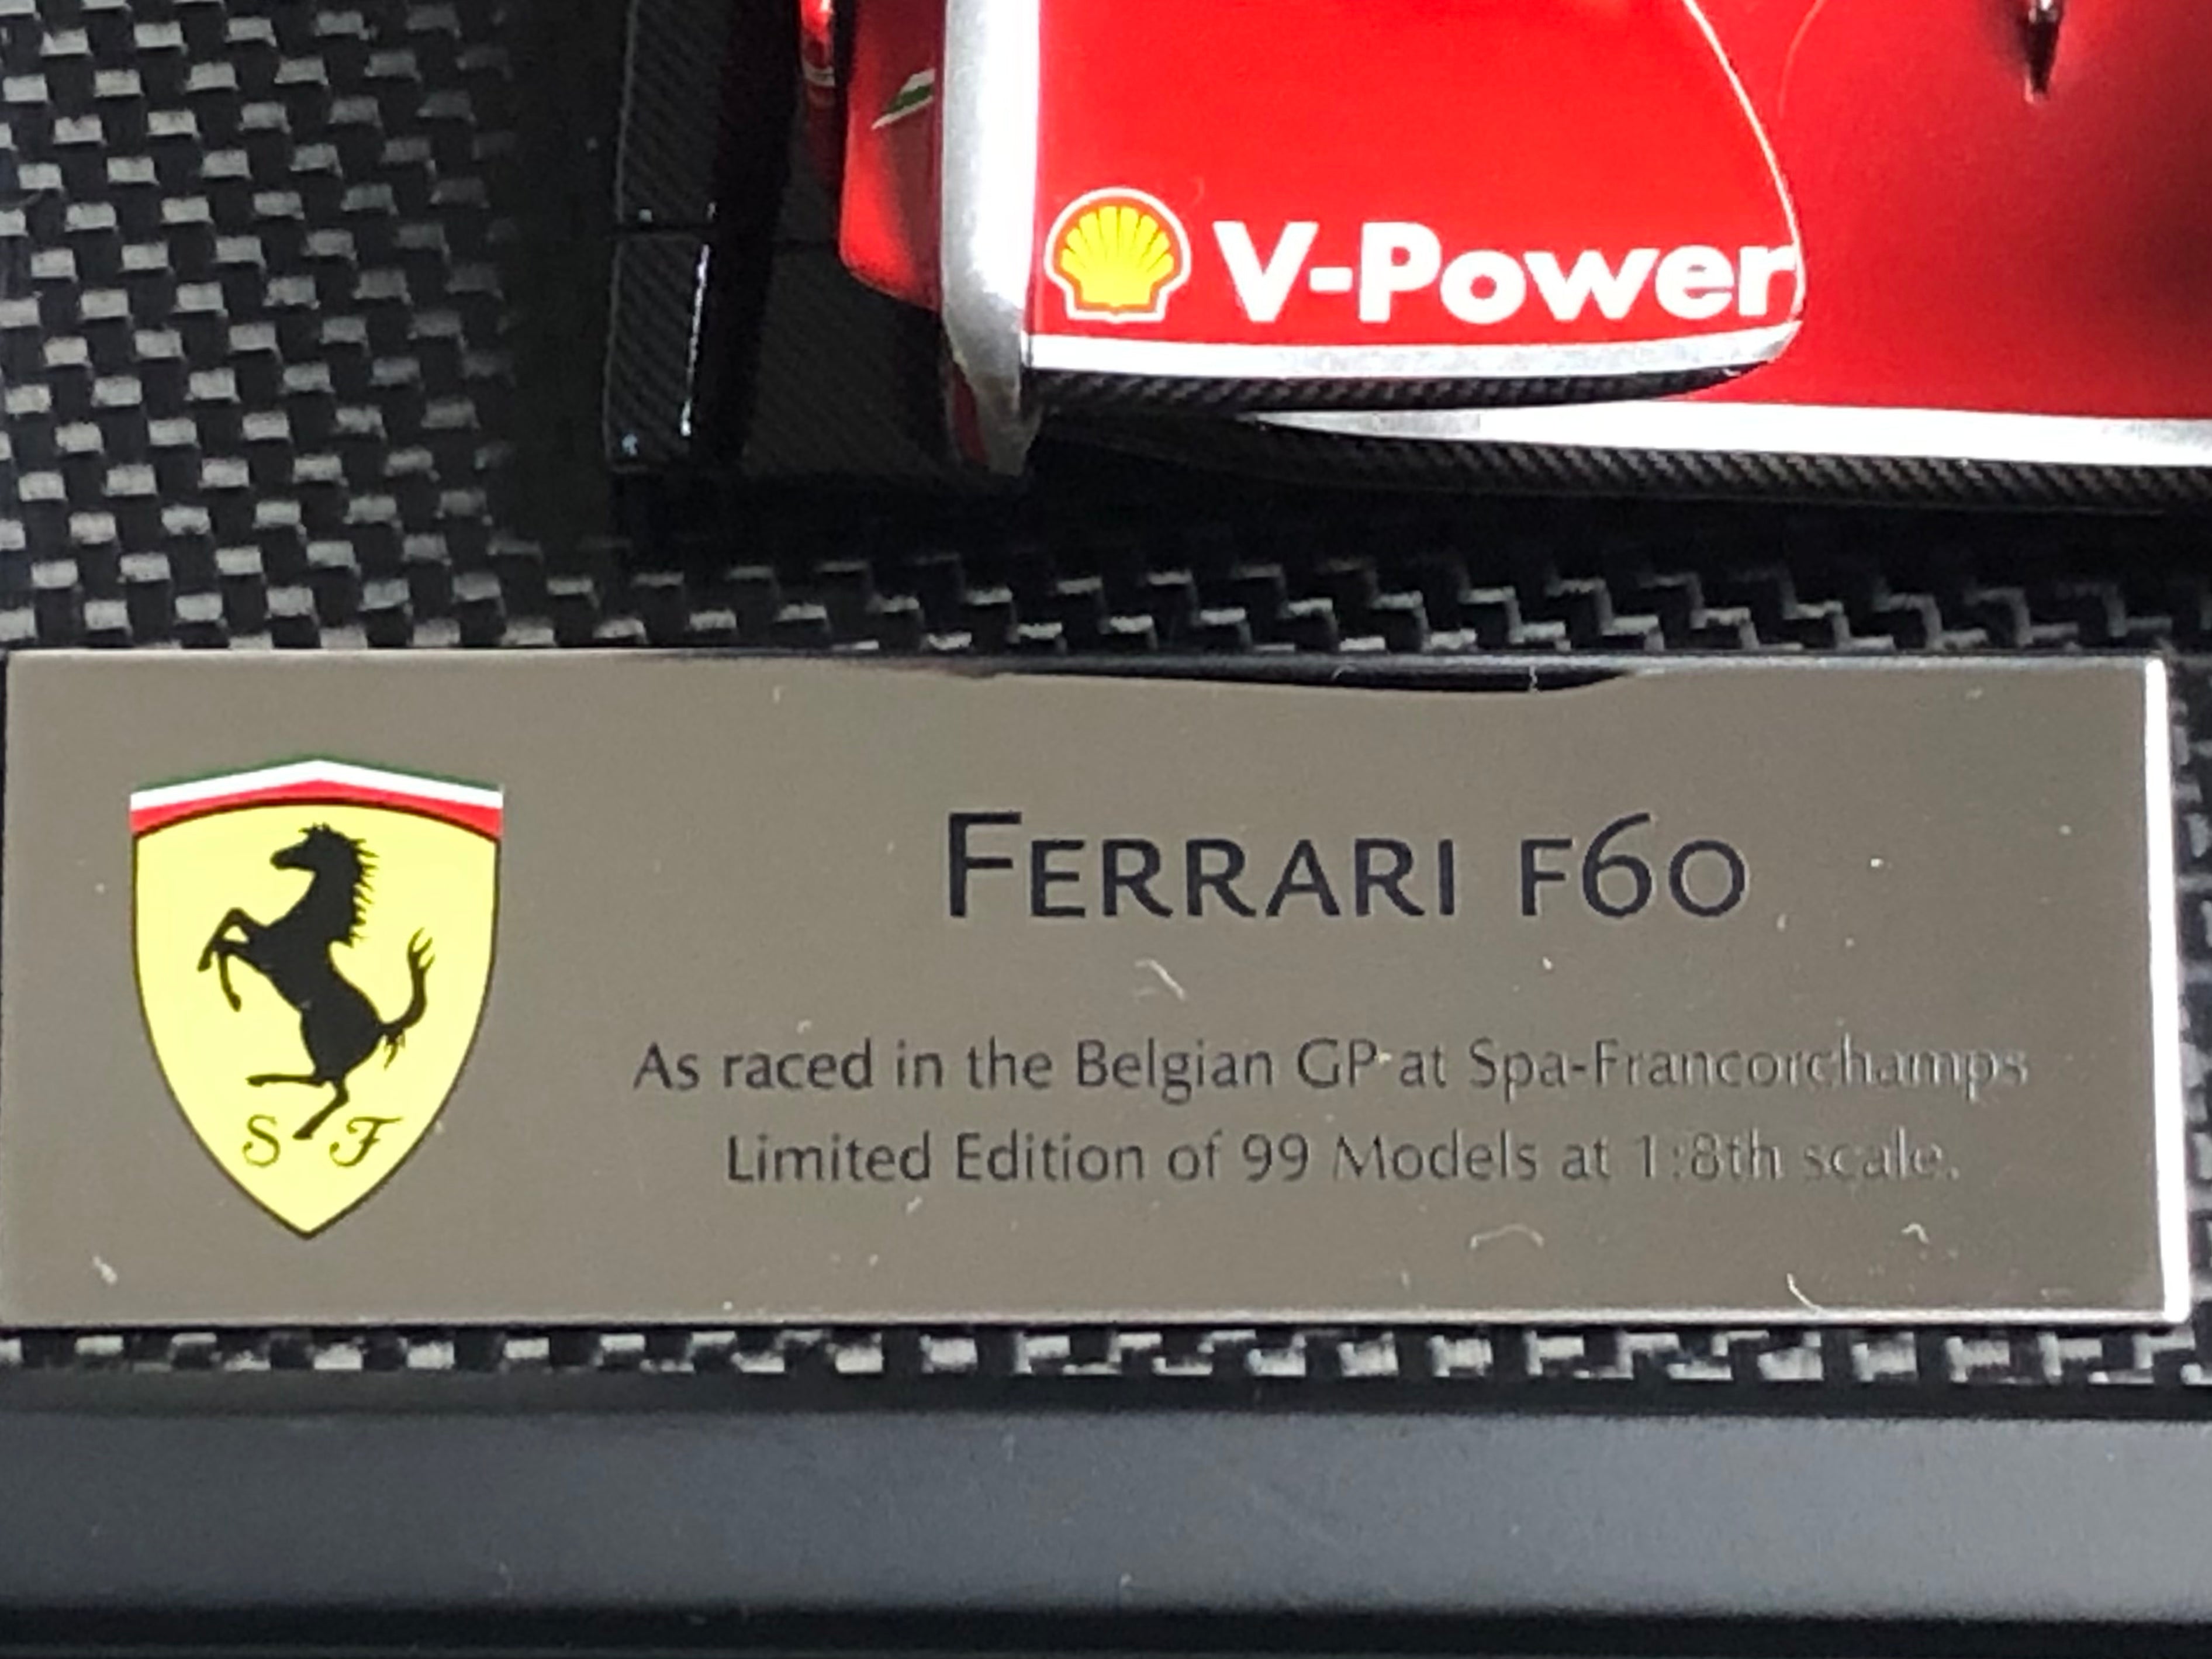 V-Power
FERRARI F60
As raced in the Belgian GP at Spa-Francorchamps
Limited Edition of 99 Models at 1:8th scale.
S F